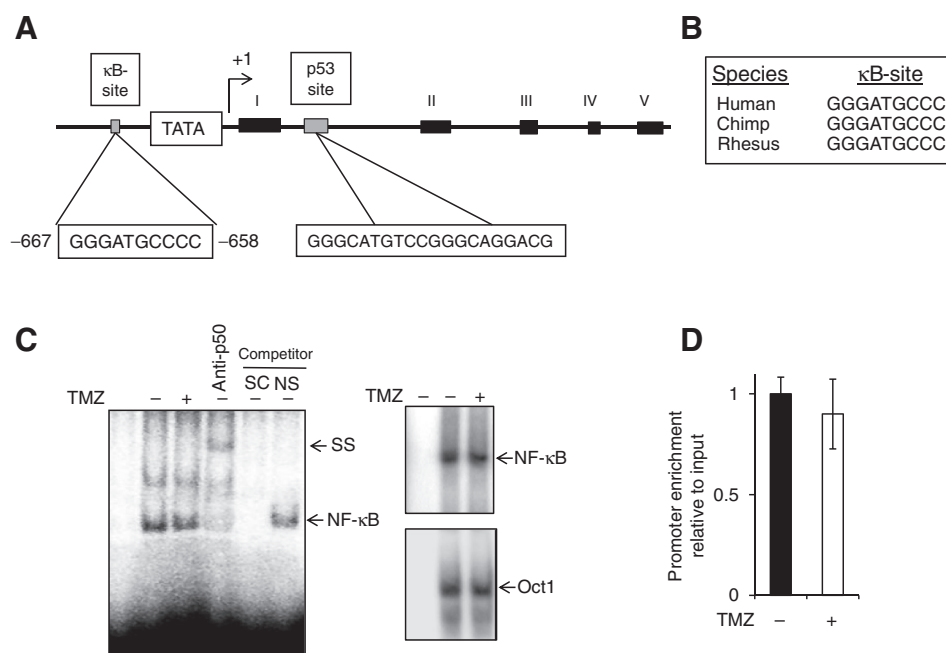 A
κB-
site
+1
p53
site
I
II
III
IV
V
TATA
–667
GGGATGCCCC
–658
GGGCATGTCCGGGCAGGACG
B
Species κB-site
Human GGGATGCCC
Chimp GGGATGCCC
Rhesus GGGATGCCC
C
Anti-p50
Competitor
SC NS
TMZ – + – – –
SS
NF-κB
TMZ – – +
NF-κB
Oct1
D
Promoter enrichment
relative to input
1
0.5
0
TMZ – +